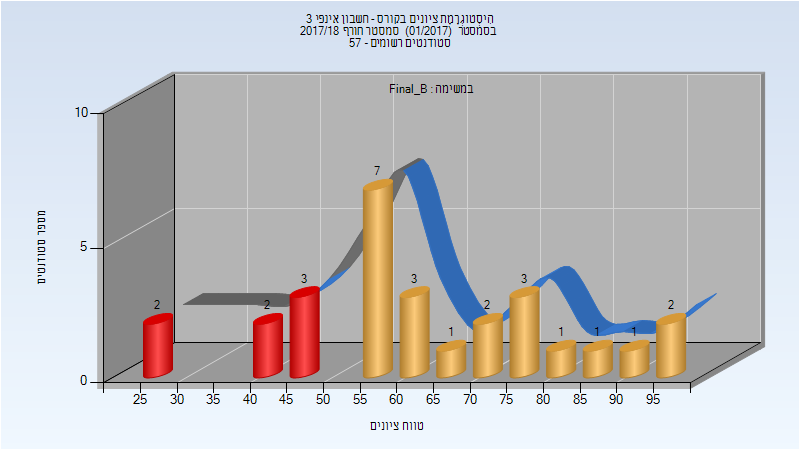 היסטוגרמת ציונים בקורס - חשבון אינפי 3
בסמסטר (01/2017) סמסטר חורף 2017/18
סטודנטים רשומים - 57
במשימה : Final_B
מספר סטודנטים
10
5
0
2
2
3
7
3
1
2
3
1
1
1
2
25 30 35 40 45 50 55 60 65 70 75 80 85 90 95
טווח ציונים